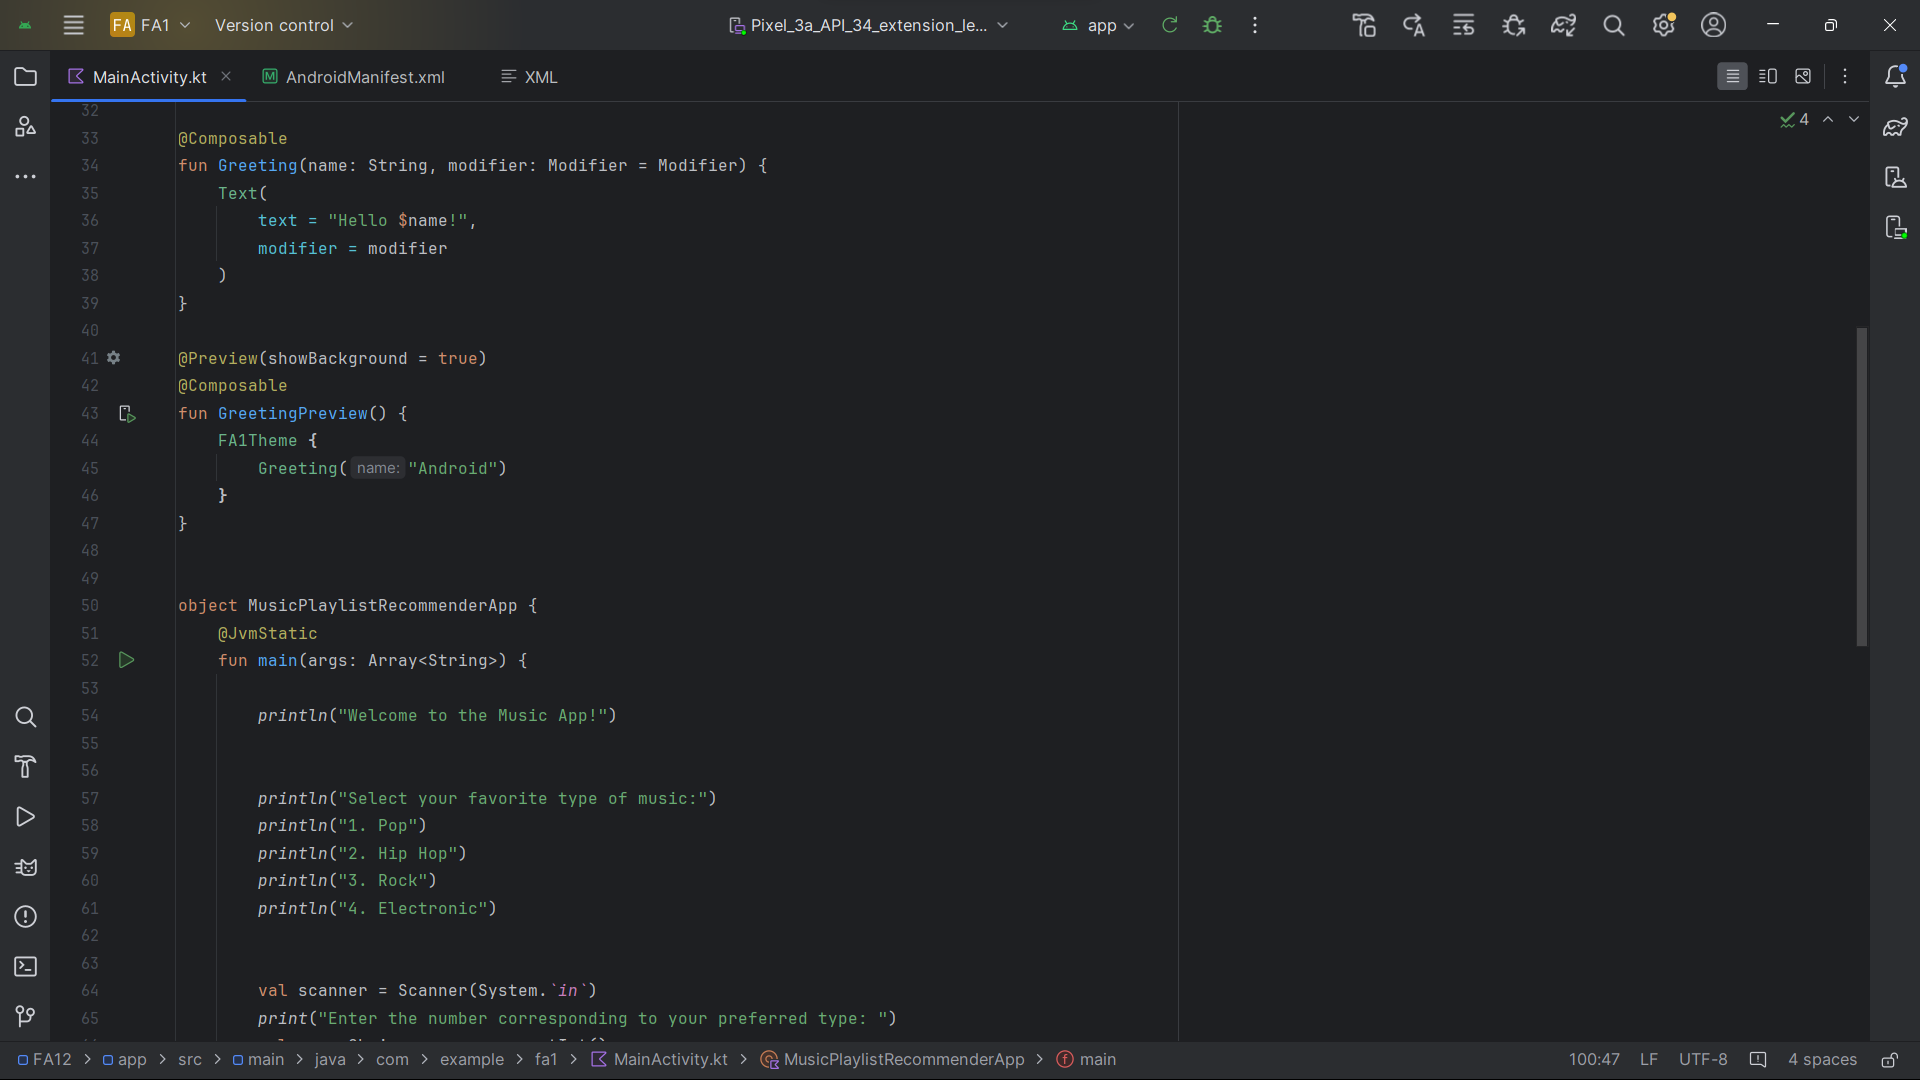 FA FA1 Version control Pixel_3a_API_34_extension_le... app
MainActivity.kt AndroidManifest.xml XML
4
32
33 @Composable
34 fun Greeting(name: String, modifier: Modifier = Modifier) {
35 Text(
36 text = "Hello $name!",
37 modifier = modifier
38 )
39 }
40
41 @Preview(showBackground = true)
42 @Composable
43 fun GreetingPreview() {
44 FA1Theme {
45 Greeting( name: "Android")
46 }
47 }
48
49
50 object MusicPlaylistRecommenderApp {
51 @JvmStatic
52 fun main(args: Array<String>) {
53
54 println("Welcome to the Music App!")
55
56
57 println("Select your favorite type of music:")
58 println("1. Pop")
59 println("2. Hip Hop")
60 println("3. Rock")
61 println("4. Electronic")
62
63
64 val scanner = Scanner(System.`in`)
65 print("Enter the number corresponding to your preferred type: ")
FA12 > app > src > main > java > com > example > fa1 > MainActivity.kt > MusicPlaylistRecommenderApp > main 100:47 LF UTF-8 4 spaces